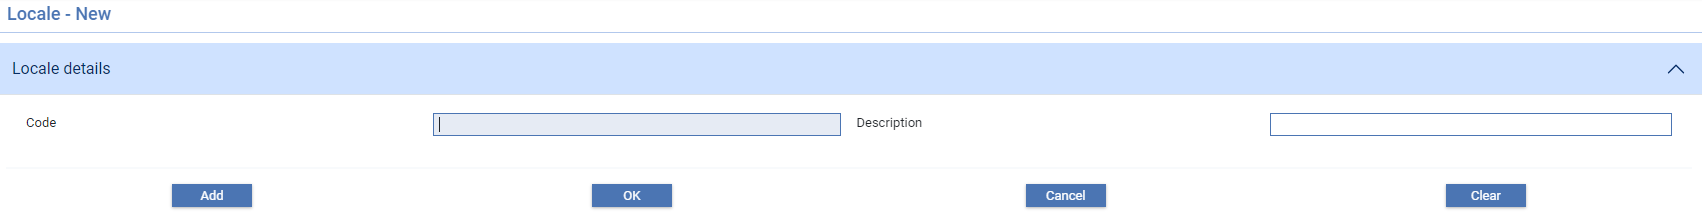 Locale - New
Locale details
Code
Description
Add
OK
Cancel
Clear